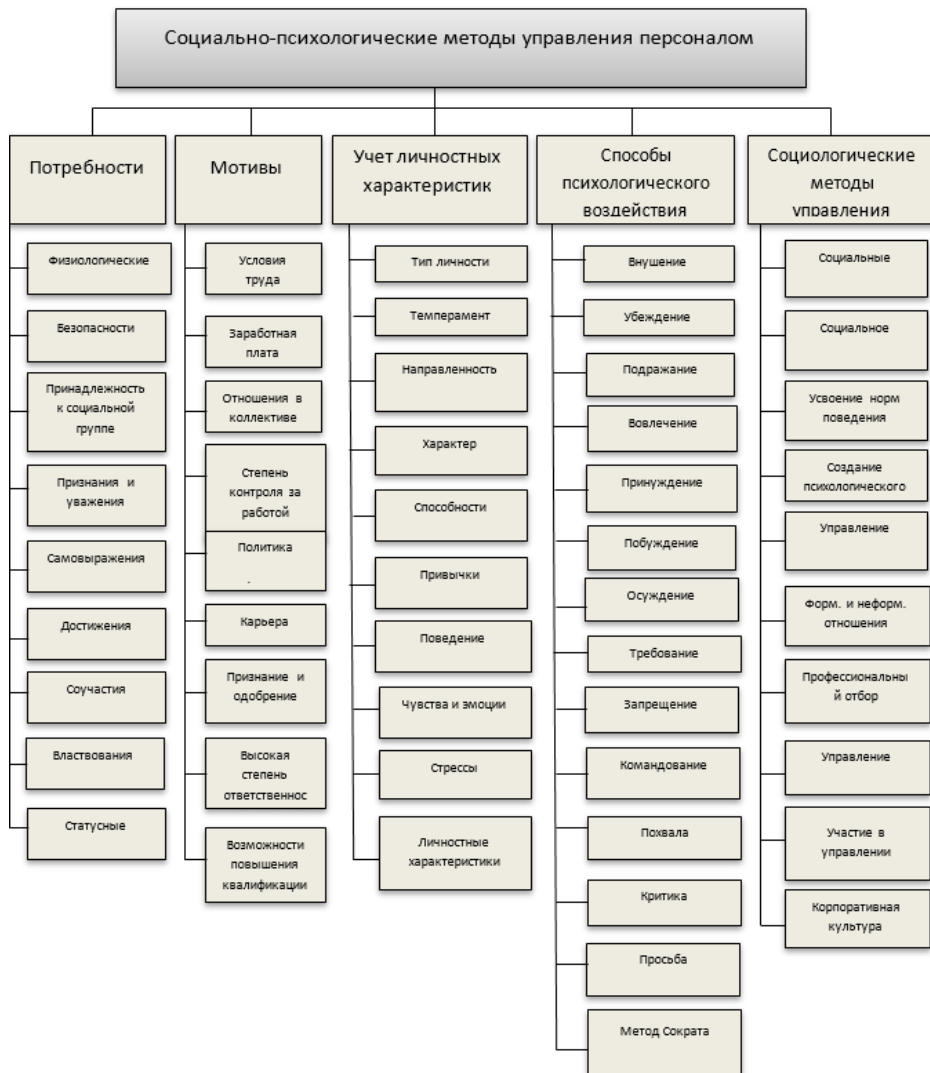 Социально-психологические методы управления персоналом
Потребности
Физиологические
Безопасности
Принадлежность
к социальной
группе
Признания и
уважения
Самовыражения
Достижения
Соучастия
Властвования
Статусные
Мотивы
Условия
труда
Заработная
плата
Отношения в
коллективе
Степень
контроля за
работой
Политика
.
Карьера
Признание и
одобрение
Высокая
степень
ответственнос
Возможности
повышения
квалификации
Учет личностных
характеристик
Тип личности
Темперамент
Направленность
Характер
Способности
Привычки
Поведение
Чувства и эмоции
Стрессы
Личностные
характеристики
Способы
психологического
воздействия
Внушение
Убеждение
Подражание
Вовлечение
Принуждение
Побуждение
Осуждение
Требование
Запрещение
Командование
Похвала
Критика
Просьба
Метод Сократа
Социологические
методы
управления
Социальные
Социальное
Усвоение норм
поведения
Создание
психологического
Управление
Форм. и неформ.
отношения
Профессиональны
й отбор
Управление
Участие в
управлении
Корпоративная
культура